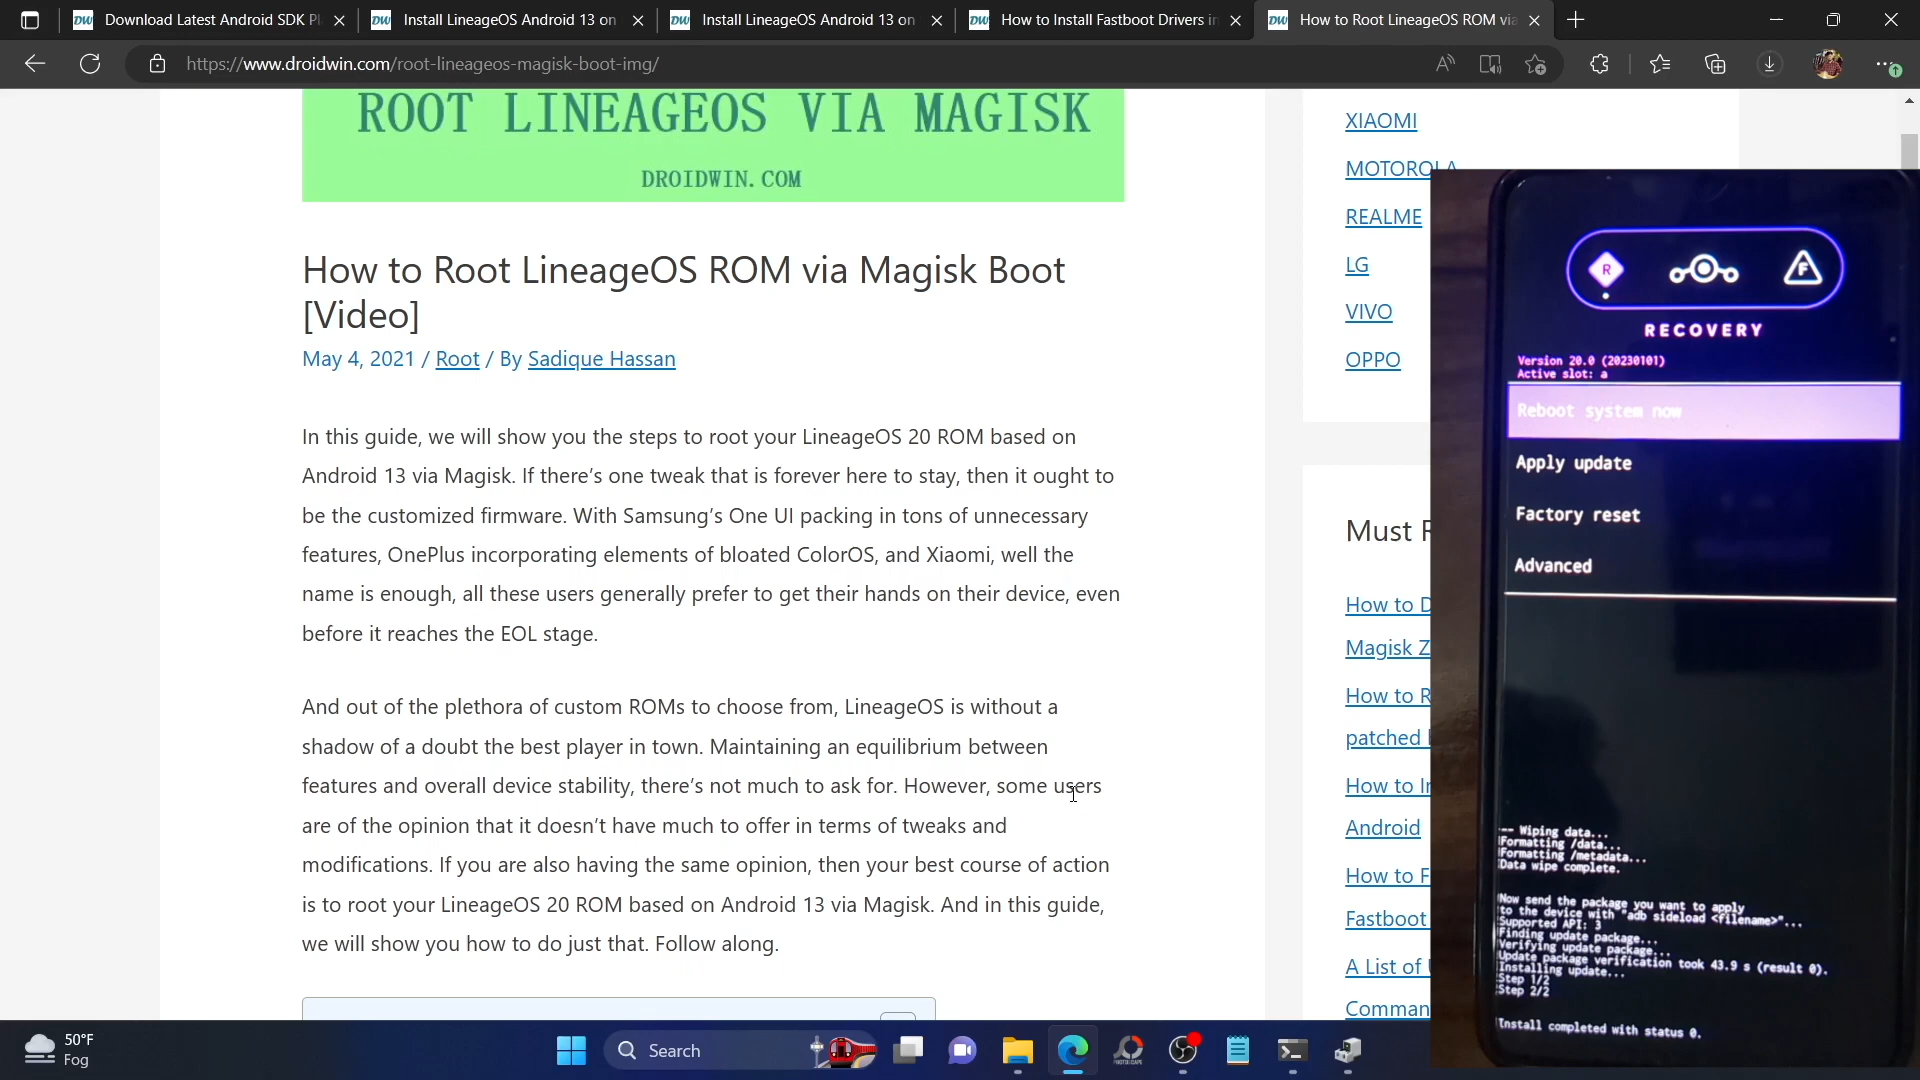 Download Latest Android SDK Pl
Install LineageOS Android 13 on
Install LineageOS Android 13 on
How to Install Fastboot Drivers in
How to Root LineageOS ROM via
https://www.droidwin.com/root-lineageos-magisk-boot-img/
ROOT LINEAGEOS VIA MAGISK
DROIDWIN.COM
How to Root LineageOS ROM via Magisk Boot
[Video]
May 4, 2021 / Root / By Sadique Hassan
In this guide, we will show you the steps to root your LineageOS 20 ROM based on
Android 13 via Magisk. If there’s one tweak that is forever here to stay, then it ought to
be the customized firmware. With Samsung’s One UI packing in tons of unnecessary
features, OnePlus incorporating elements of bloated ColorOS, and Xiaomi, well the
name is enough, all these users generally prefer to get their hands on their device, even
before it reaches the EOL stage.
And out of the plethora of custom ROMs to choose from, LineageOS is without a
shadow of a doubt the best player in town. Maintaining an equilibrium between
features and overall device stability, there’s not much to ask for. However, some users
are of the opinion that it doesn’t have much to offer in terms of tweaks and
modifications. If you are also having the same opinion, then your best course of action
is to root your LineageOS 20 ROM based on Android 13 via Magisk. And in this guide,
we will show you how to do just that. Follow along.
XIAOMI
MOTOROLA
REALME
LG
VIVO
OPPO
Must R
How to D
Magisk Z
How to R
patched
How to In
Android
How to F
Fastboot
A List of
Comman
R
F
RECOVERY
Version 20.0 (20230101)
Active slot: a
Reboot system now
Apply update
Factory reset
Advanced
-- Wiping data...
Formatting /data...
Formatting /metadata...
Data wipe complete.
Now send the package you want to apply
to the device with "adb sideload <filename>"...
Supported API: 3
Finding update package...
Verifying update package...
Update package verification took 43.9 s (result 0).
Installing update...
Step 1/2
Step 2/2
Install completed with status 0.
50°F
Fog
Search